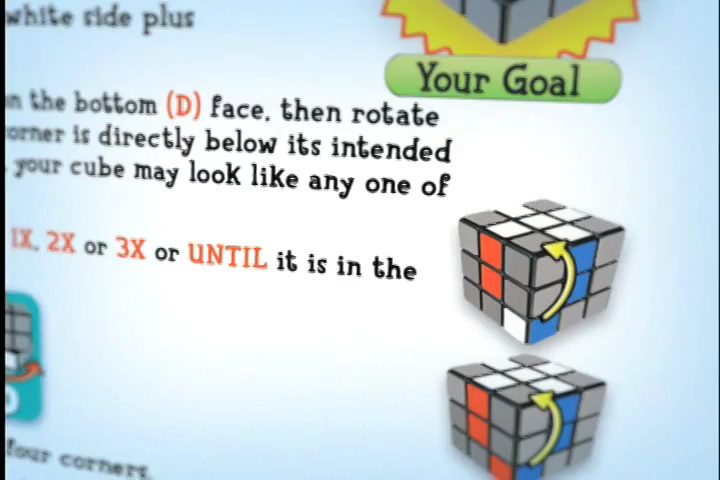 white side plus
Your Goal
the bottom (D) face, then rotate
corner is directly below its intended
your cube may look like any one of
1X, 2X or 3X or UNTIL it is in the
four corners.